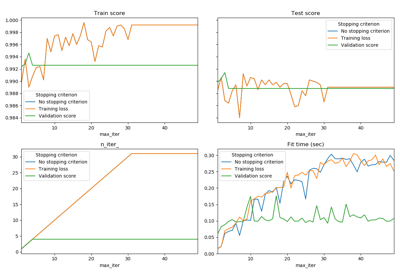 Train score
1.000
0.998
0.996
0.994
0.992
0.990
0.988
0.986
0.984
Stopping criterion
No stopping criterion
Training loss
Validation score
10 20 30 40
max_iter
Test score
Stopping criterion
No stopping criterion
Training loss
Validation score
10 20 30 40
max_iter
n_iter_
30
25
20
15
10
5
0
Stopping criterion
No stopping criterion
Training loss
Validation score
10 20 30 40
max_iter
Fit time (sec)
0.30
0.25
0.20
0.15
0.10
0.05
0.00
Stopping criterion
No stopping criterion
Training loss
Validation score
10 20 30 40
max_iter